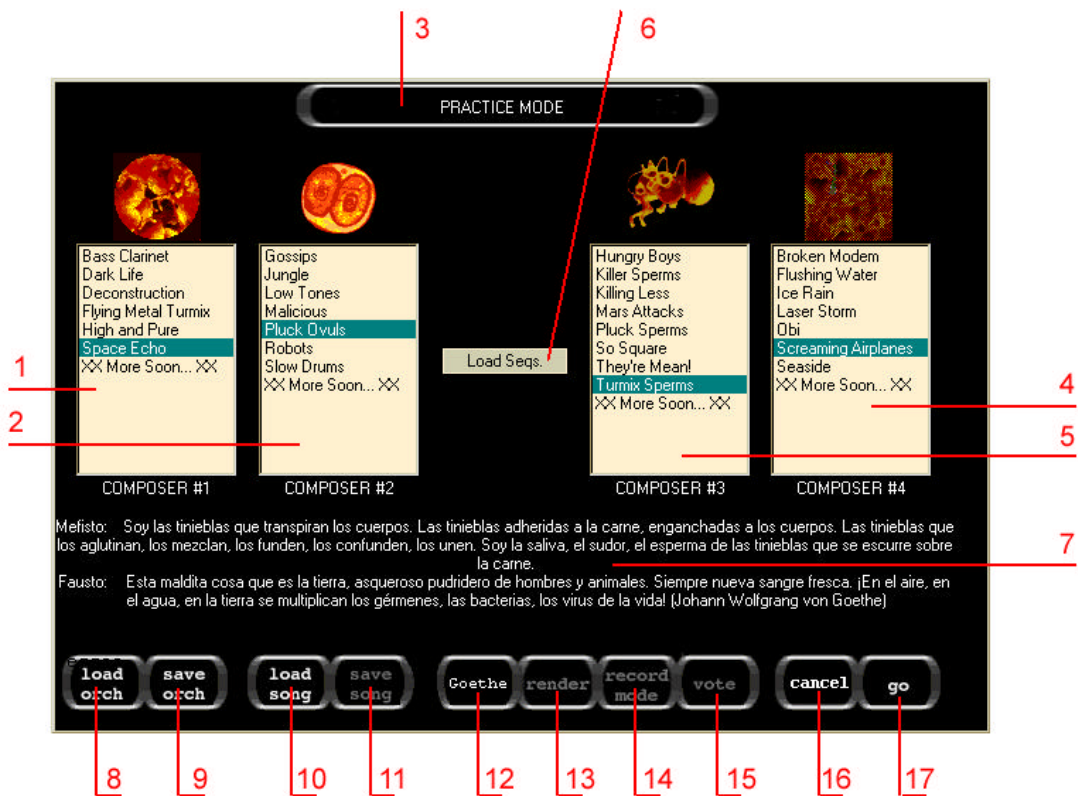 3
6
PRACTICE MODE
Bass Clarinet
Dark Life
Deconstruction
Flying Metal Turmix
High and Pure
Space Echo
XX More Soon... XX
Gossips
Jungle
Low Tones
Malicious
Pluck Ovuls
Robots
Slow Drums
XX More Soon... XX
Load Seqs.
Hungry Boys
Killer Sperms
Killing Less
Mars Attacks
Pluck Sperms
So Square
They're Mean!
Turmix Sperms
XX More Soon... XX
Broken Modem
Flushing Water
Ice Rain
Laser Storm
Obi
Screaming Airplanes
Seaside
XX More Soon... XX
1
2
4
5
COMPOSER #1
COMPOSER #2
COMPOSER #3
COMPOSER #4
Mefisto: Soy las tinieblas que transpiran los cuerpos. Las tinieblas adheridas a la carne, enganchadas a los cuerpos. Las tinieblas que
los aglutinan, los mezclan, los funden, los confunden, los unen. Soy la saliva, el sudor, el esperma de las tinieblas que se escurre sobre
la carne.
7
Fausto: Esta maldita cosa que es la tierra, asqueroso pudridero de hombres y animales. Siempre nueva sangre fresca. ¡En el aire, en
el agua, en la tierra se multiplican los gérmenes, las bacterias, los virus de la vida! (Johann Wolfgrang von Goethe)
load orch
save orch
load song
save song
Goethe
render
record mode
vote
cancel
go
8
9
10
11
12
13
14
15
16
17